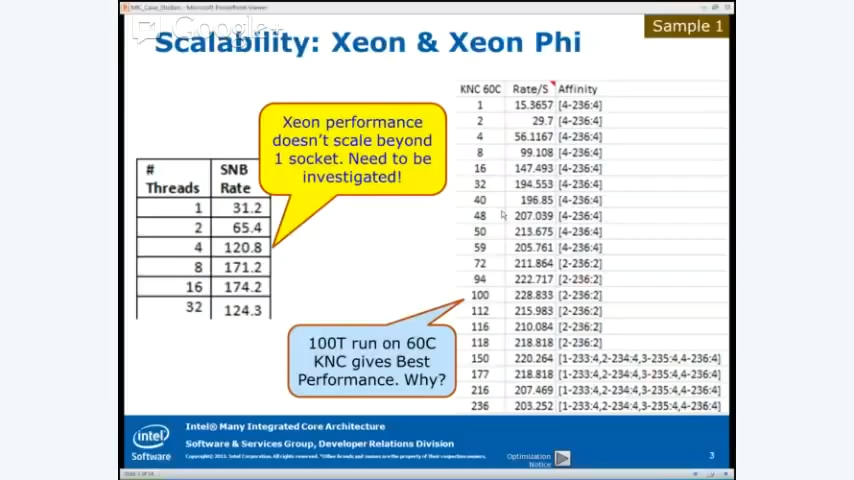 MIC_Case_Studies - Microsoft PowerPoint Viewer
Google+
Scalability: Xeon & Xeon Phi
Sample 1
Xeon performance
doesn't scale beyond
1 socket. Need to be
investigated!
# Threads SNB Rate
1 31.2
2 65.4
4 120.8
8 171.2
16 174.2
32 124.3
100T run on 60C
KNC gives Best
Performance. Why?
KNC 60C Rate/S Affinity
1 15.3657 [4-236:4]
2 29.7 [4-236:4]
4 56.1167 [4-236:4]
8 99.108 [4-236:4]
16 147.493 [4-236:4]
32 194.553 [4-236:4]
40 196.85 [4-236:4]
48 207.039 [4-236:4]
50 213.675 [4-236:4]
59 205.761 [4-236:4]
72 211.864 [2-236:2]
94 222.717 [2-236:2]
100 228.833 [2-236:2]
112 215.983 [2-236:2]
116 210.084 [2-236:2]
118 218.818 [2-236:2]
150 220.264 [1-233:4,2-234:4,3-235:4,4-236:4]
177 218.818 [1-233:4,2-234:4,3-235:4,4-236:4]
216 207.469 [1-233:4,2-234:4,3-235:4,4-236:4]
236 203.252 [1-233:4,2-234:4,3-235:4,4-236:4]
intel
Software
Intel® Many Integrated Core Architecture
Software & Services Group, Developer Relations Division
Copyright© 2013. Intel Corporation. All rights reserved. *Other brands and names are the property of their respective owners.
Optimization
Notice
3